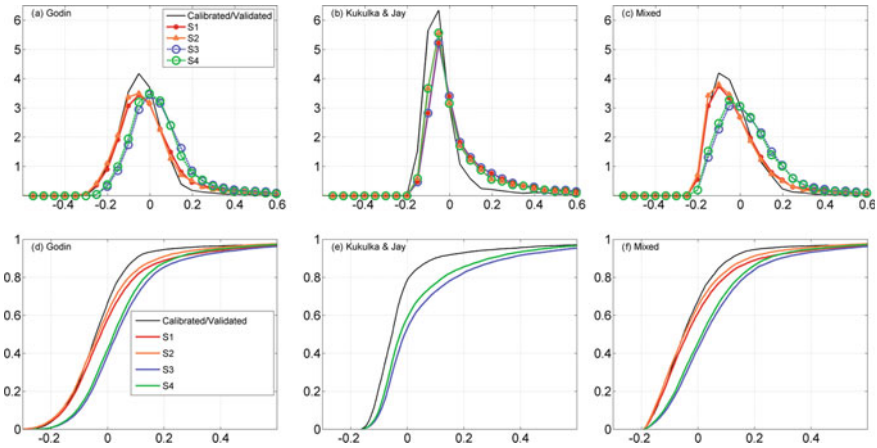 (a) Godin
Calibrated/Validated
S1
S2
S3
S4
6
5
4
3
2
1
-0.4 -0.2 0 0.2 0.4 0.6
(b) Kukulka & Jay
6
5
4
3
2
1
-0.4 -0.2 0 0.2 0.4 0.6
(c) Mixed
6
5
4
3
2
1
-0.4 -0.2 0 0.2 0.4 0.6
(d) Godin
Calibrated/Validated
S1
S2
S3
S4
1
0.8
0.6
0.4
0.2
0
-0.2 0 0.2 0.4
(e) Kukulka & Jay
1
0.8
0.6
0.4
0.2
0
-0.2 0 0.2 0.4
(f) Mixed
1
0.8
0.6
0.4
0.2
0
-0.2 0 0.2 0.4